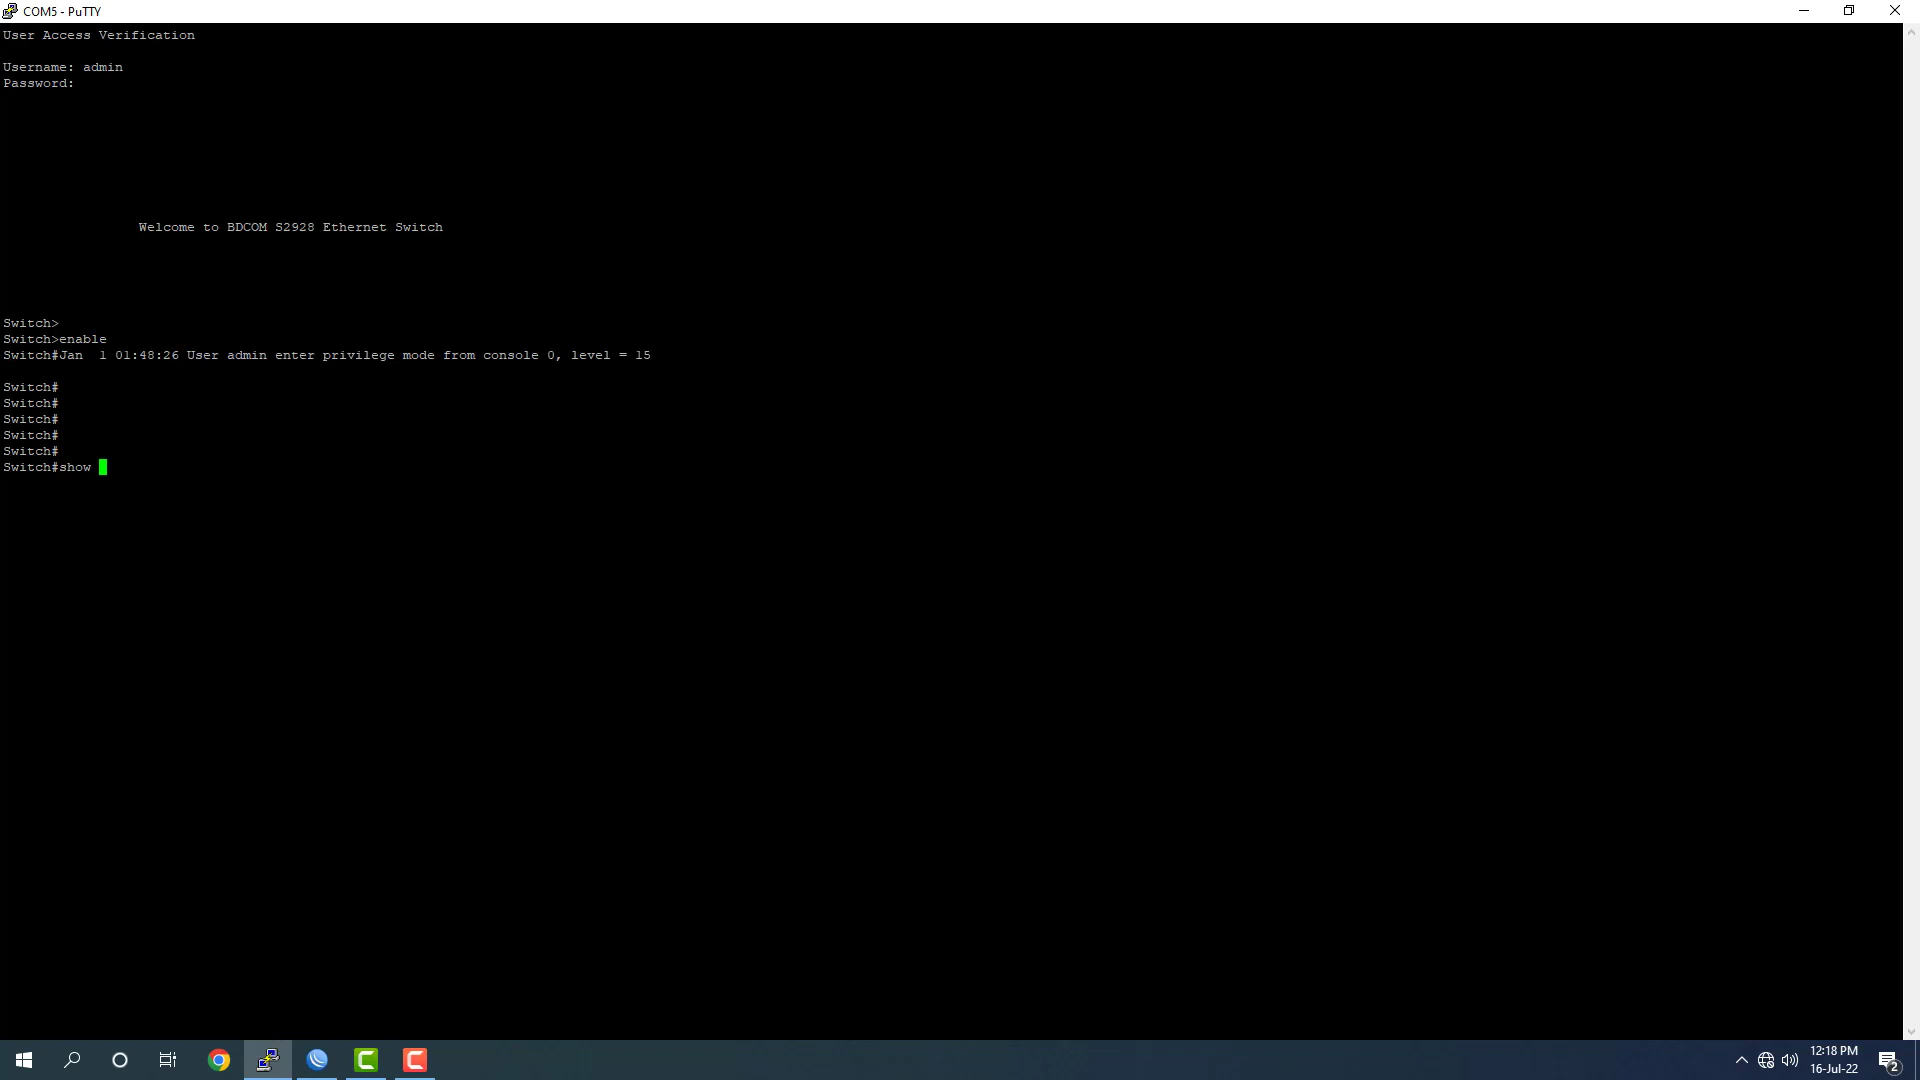 COM5 - PuTTY
User Access Verification
Username: admin
Password:
Welcome to BDCOM S2928 Ethernet Switch
Switch>
Switch>enable
Switch#Jan  1 01:48:26 User admin enter privilege mode from console 0, level = 15
Switch#
Switch#
Switch#
Switch#
Switch#
Switch#show
12:18 PM
16-Jul-22
2